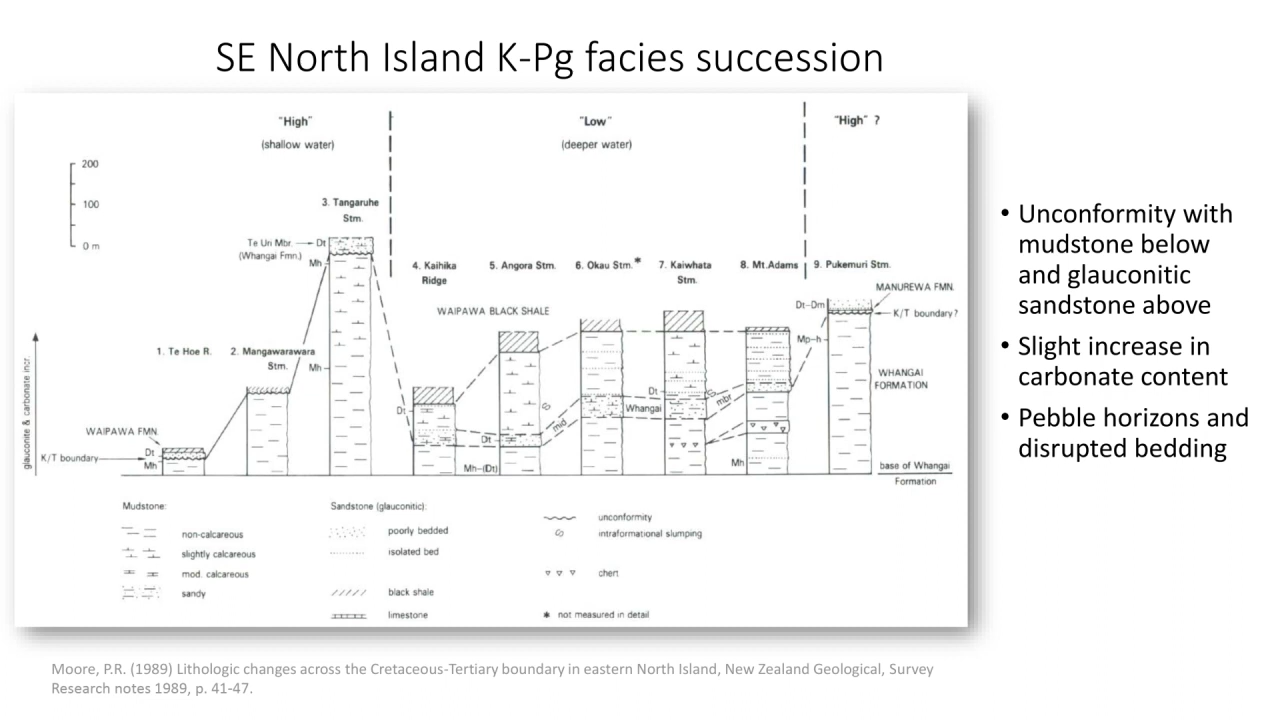 SE North Island K-Pg facies succession
"High"
(shallow water)
"Low"
(deeper water)
"High" ?
200
100
0 m
3. Tangaruhe
Stm.
Te Uri Mbr.
(Whangai Fmn.)
Dt
Mh
Mh
4. Kaihika
Ridge
5. Angora Stm.
6. Okau Stm.*
7. Kaiwhata
Stm.
8. Mt.Adams
9. Pukemuri Stm.
MANUREWA FMN.
Dt–Dm
K/T boundary?
Mp–h
WAIPAWA BLACK SHALE
1. Te Hoe R.
2. Mangawarawara
Stm.
WHANGAI
FORMATION
glauconite & carbonate incr.
WAIPAWA FMN.
Dt
K/T boundary
Mh
Dt
Dt
mid
Whangai
Dt
mbr
Mh–(Dt)
Mh
base of Whangai
Formation
Mudstone:
non-calcareous
slightly calcareous
mod. calcareous
sandy
Sandstone (glauconitic):
poorly bedded
isolated bed
black shale
limestone
unconformity
intraformational slumping
chert
* not measured in detail
• Unconformity with
mudstone below
and glauconitic
sandstone above
• Slight increase in
carbonate content
• Pebble horizons and
disrupted bedding
Moore, P.R. (1989) Lithologic changes across the Cretaceous-Tertiary boundary in eastern North Island, New Zealand Geological, Survey
Research notes 1989, p. 41-47.